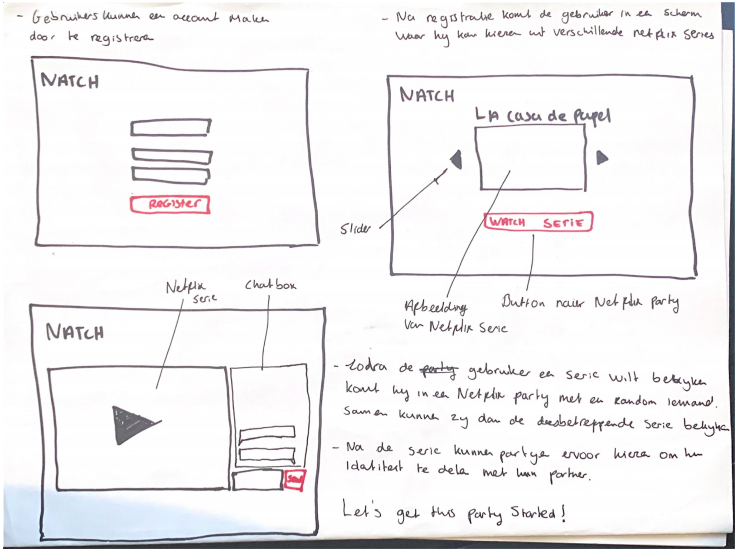 - Gebruikers kunnen een account maken
door te registreren
NATCH
REGISTER
- Na registratie komt de gebruiker in een scherm
waar hij kan kiezen uit verschillende netflix series
NATCH
LA casa de papel
WATCH SERIE
Slider
Afbeelding
van Netflix Serie
Button naar Netflix party
Netflix
serie
Chatbox
NATCH
Send
- Zodra de party gebruiker een serie wilt bekijken
komt hij in een Netflix party met een random iemand.
Samen kunnen zij dan de desbetreffende serie bekijken
- Na de serie kunnen partijen ervoor kiezen om hun
Identiteit te delen met hun partner.
Let's get this party started!